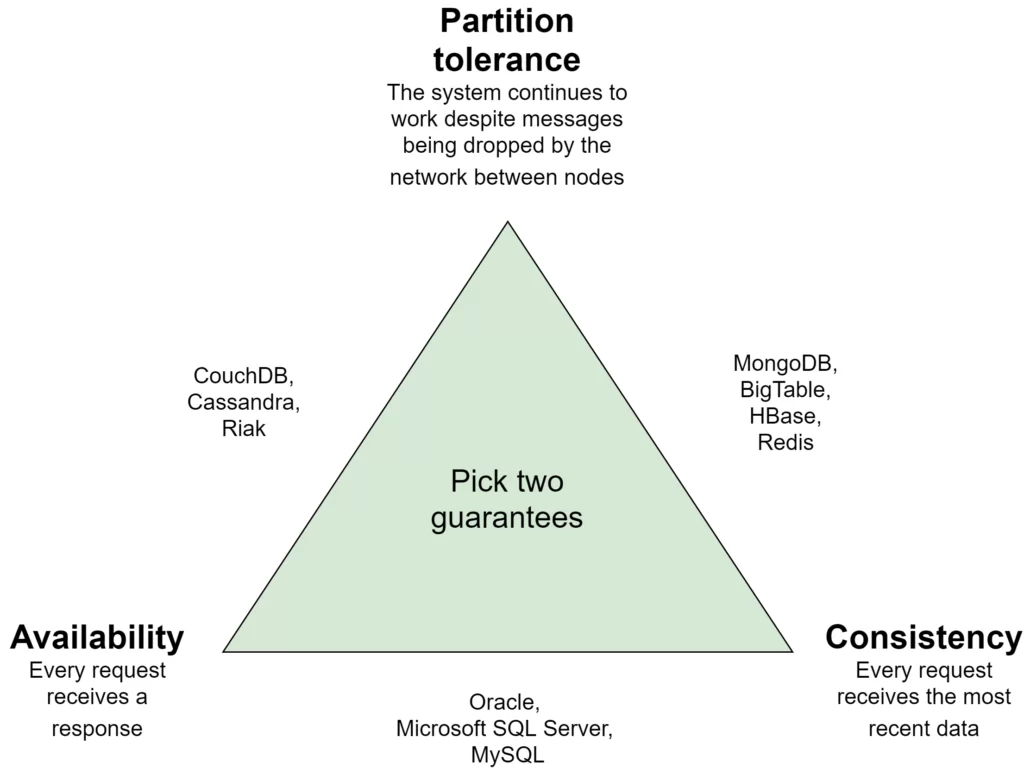 Partition
tolerance
The system continues to
work despite messages
being dropped by the
network between nodes
CouchDB,
Cassandra,
Riak
MongoDB,
BigTable,
HBase,
Redis
Pick two
guarantees
Availability
Every request
receives a
response
Oracle,
Microsoft SQL Server,
MySQL
Consistency
Every request
receives the most
recent data